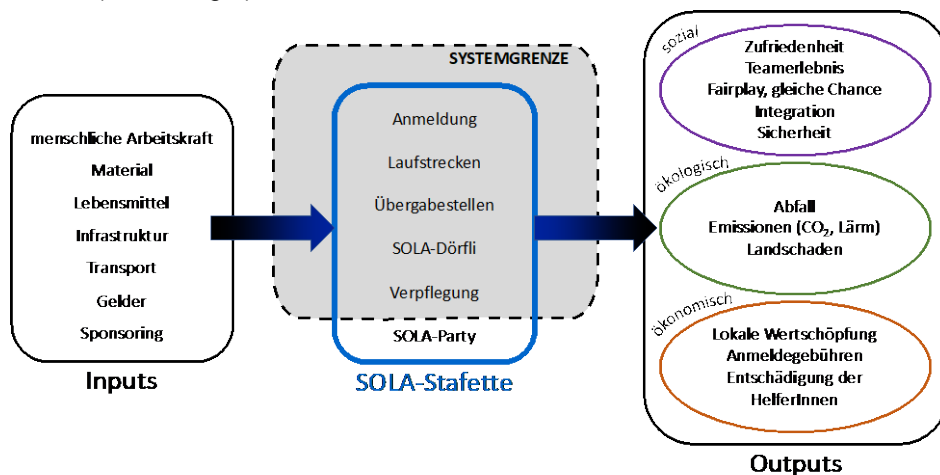 menschliche Arbeitskraft
Material
Lebensmittel
Infrastruktur
Transport
Gelder
Sponsoring
Inputs
SYSTEMGRENZE
Anmeldung
Laufstrecken
Übergabestellen
SOLA-Dörfli
Verpflegung
SOLA-Party
SOLA-Stafette
sozial
Zufriedenheit
Teamerlebnis
Fairplay, gleiche Chance
Integration
Sicherheit
ökologisch
Abfall
Emissionen (CO₂, Lärm)
Landschaden
ökonomisch
Lokale Wertschöpfung
Anmeldegebühren
Entschädigung der
HelferInnen
Outputs